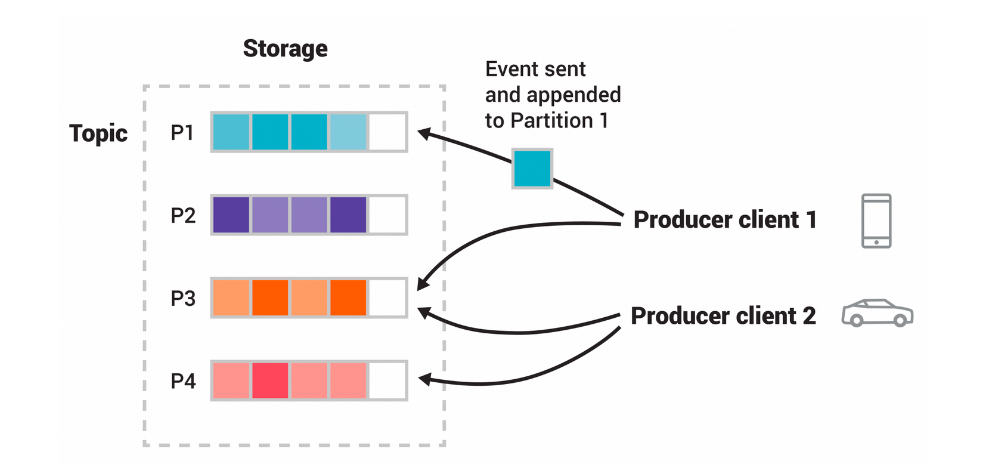 Storage
Event sent
and appended
to Partition 1
Topic
P1
P2
Producer client 1
P3
Producer client 2
P4